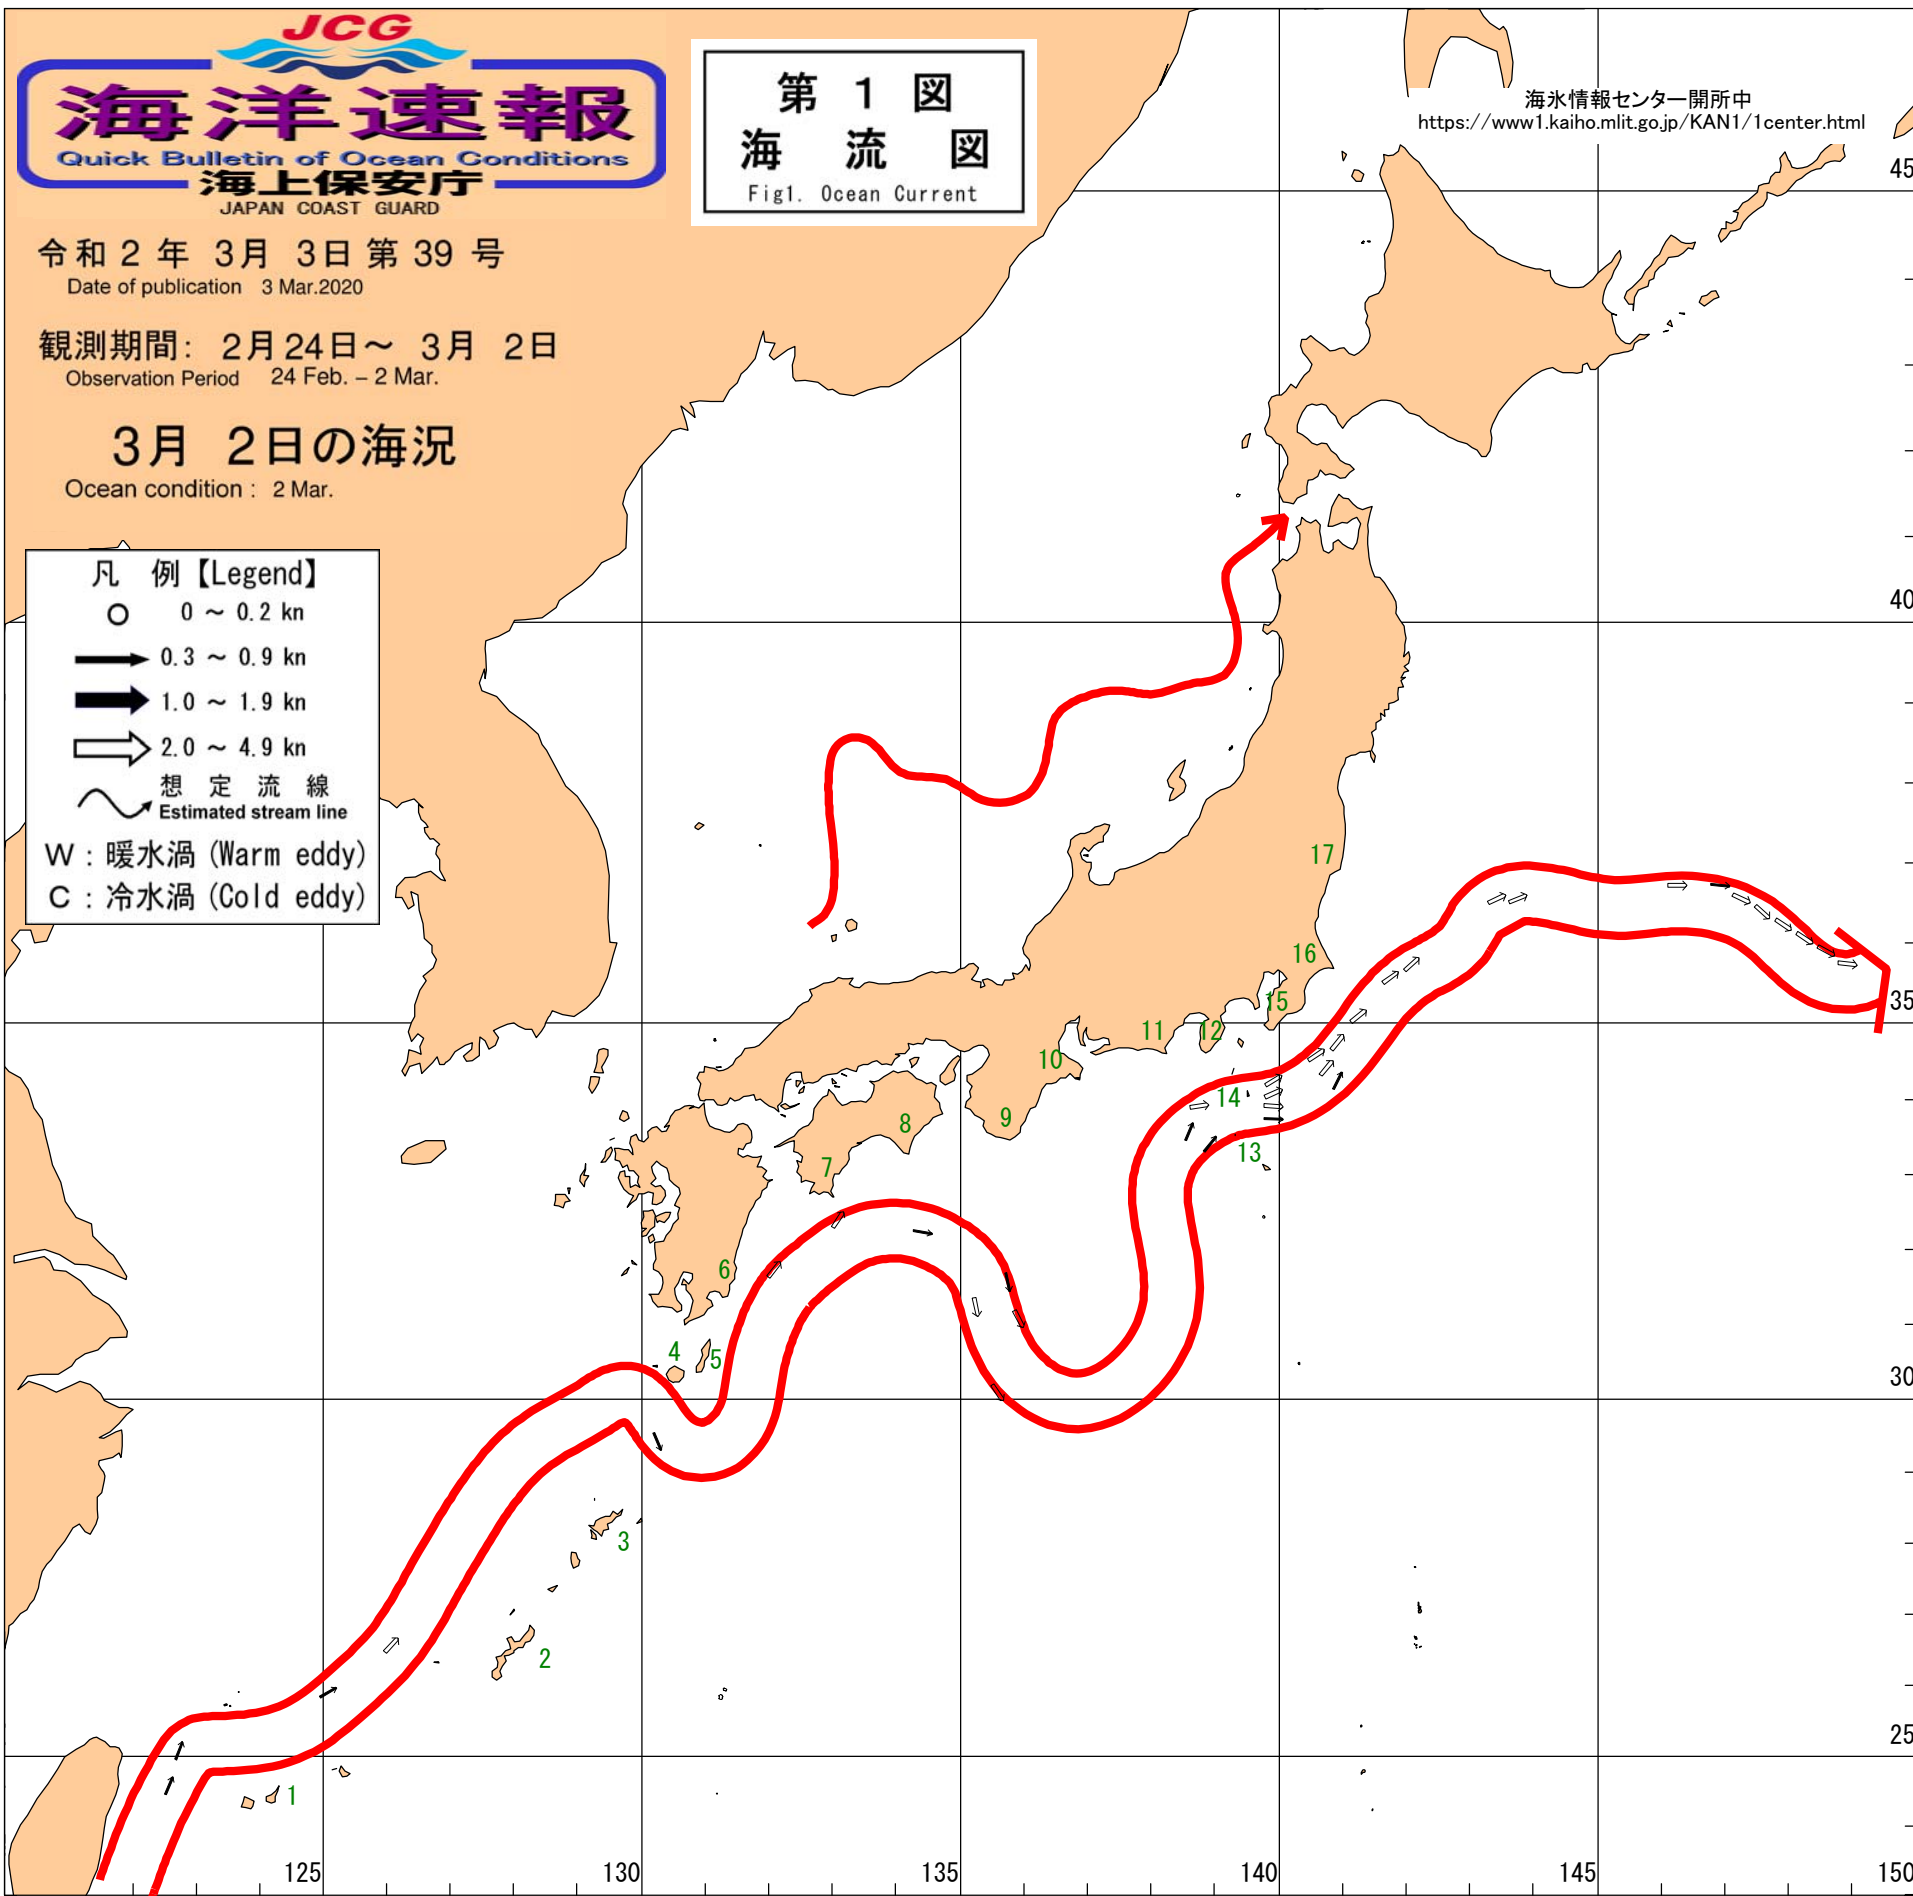 JCG
海洋速報
Quick Bulletin of Ocean Conditions
海上保安庁
JAPAN COAST GUARD
第 1 図
海 流 図
Fig1. Ocean Current
海氷情報センター開所中
https://www1.kaiho.mlit.go.jp/KAN1/1center.html
令和 2 年 3月 3日 第 39 号
Date of publication 3 Mar.2020
観測期間: 2月24日～ 3月 2日
Observation Period 24 Feb. – 2 Mar.
3月 2日の海況
Ocean condition : 2 Mar.
凡 例【Legend】
0 ～ 0.2 kn
0.3 ～ 0.9 kn
1.0 ～ 1.9 kn
2.0 ～ 4.9 kn
想 定 流 線
Estimated stream line
W : 暖水渦 (Warm eddy)
C : 冷水渦 (Cold eddy)
45
40
17
16
35
15
12
11
10
14
9
8
13
7
6
4
5
30
3
2
25
1
125
130
135
140
145
150